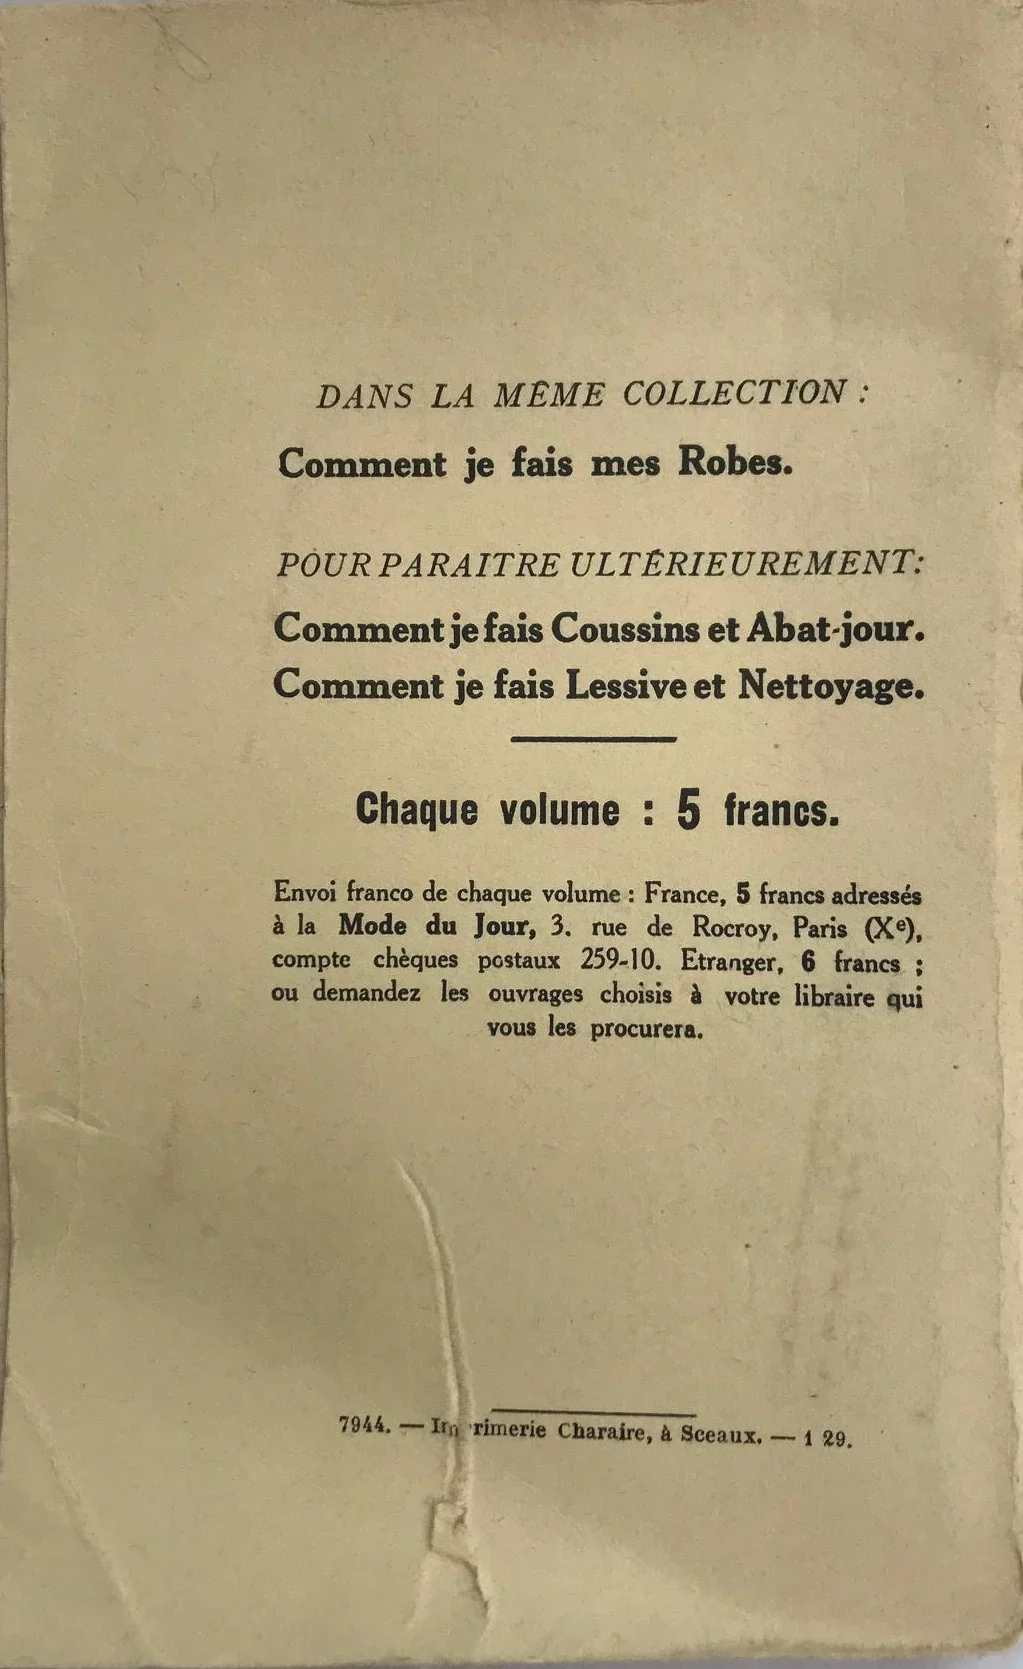 DANS LA MÊME COLLECTION :
Comment je fais mes Robes.
POUR PARAITRE ULTÉRIEUREMENT:
Comment je fais Coussins et Abat-jour.
Comment je fais Lessive et Nettoyage.
Chaque volume : 5 francs.
Envoi franco de chaque volume : France, 5 francs adressés
à la Mode du Jour, 3. rue de Rocroy, Paris (Xe),
compte chèques postaux 259-10. Etranger, 6 francs ;
ou demandez les ouvrages choisis à votre libraire qui
vous les procurera.
7944. — Imprimerie Charaire, à Sceaux. — 1 29.